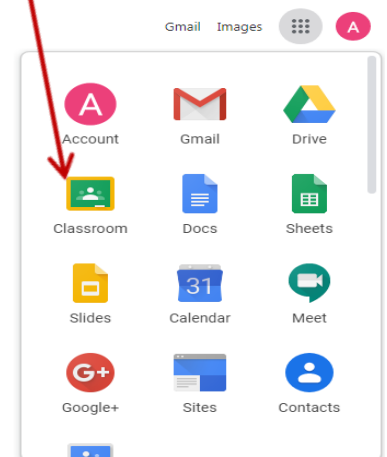 Gmail Images A
A
Account Gmail Drive
Classroom Docs Sheets
31
Slides Calendar Meet
G+
Google+ Sites Contacts